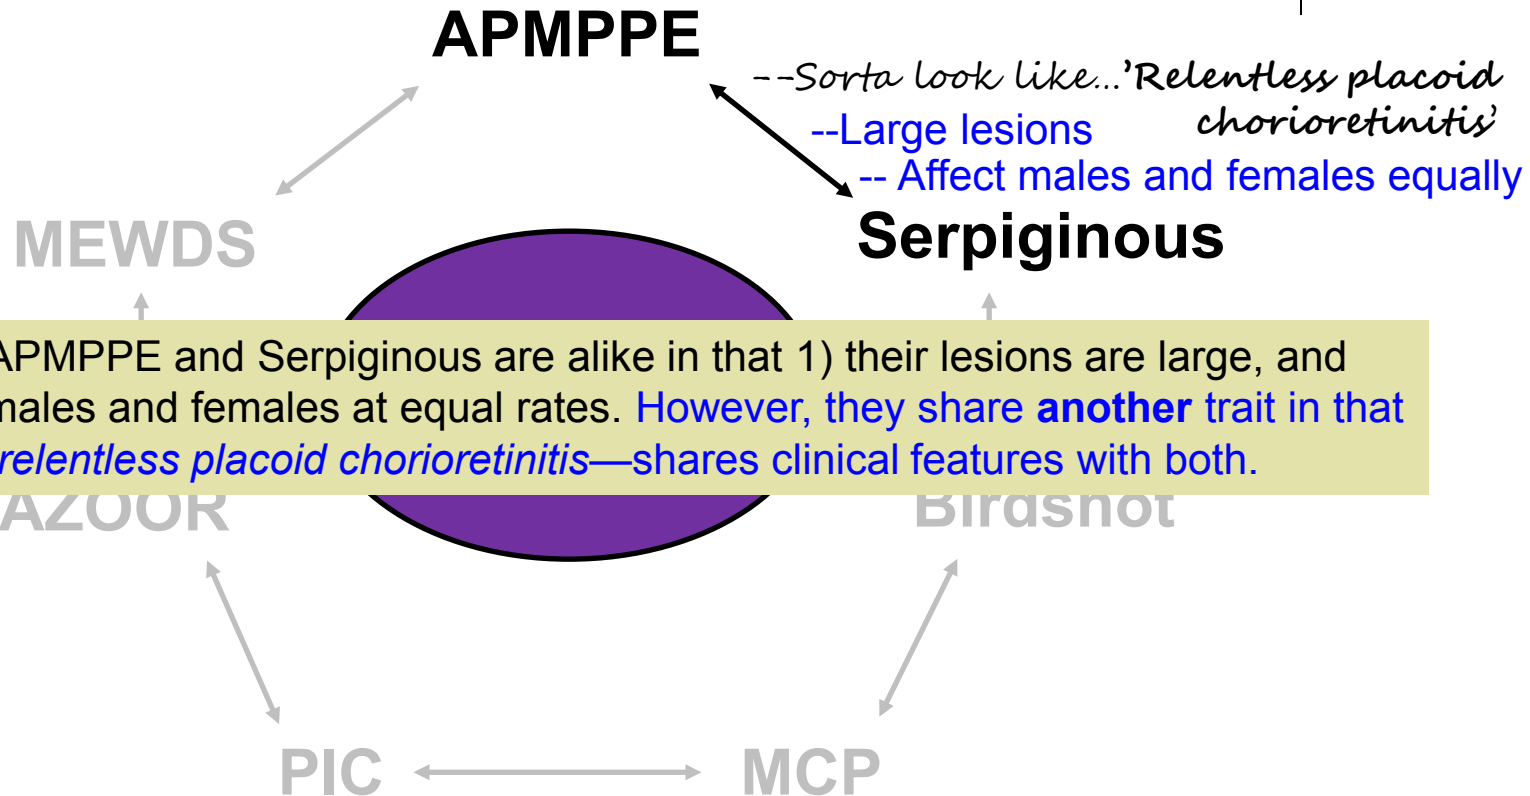 APMPPE
--Sorta look like...’Relentless placoid
chorioretinitis’
--Large lesions
-- Affect males and females equally
MEWDS
Serpiginous
APMPPE and Serpiginous are alike in that 1) their lesions are large, and
males and females at equal rates. However, they share another trait in that
relentless placoid chorioretinitis—shares clinical features with both.
AZOOR
Birdshot
PIC
MCP